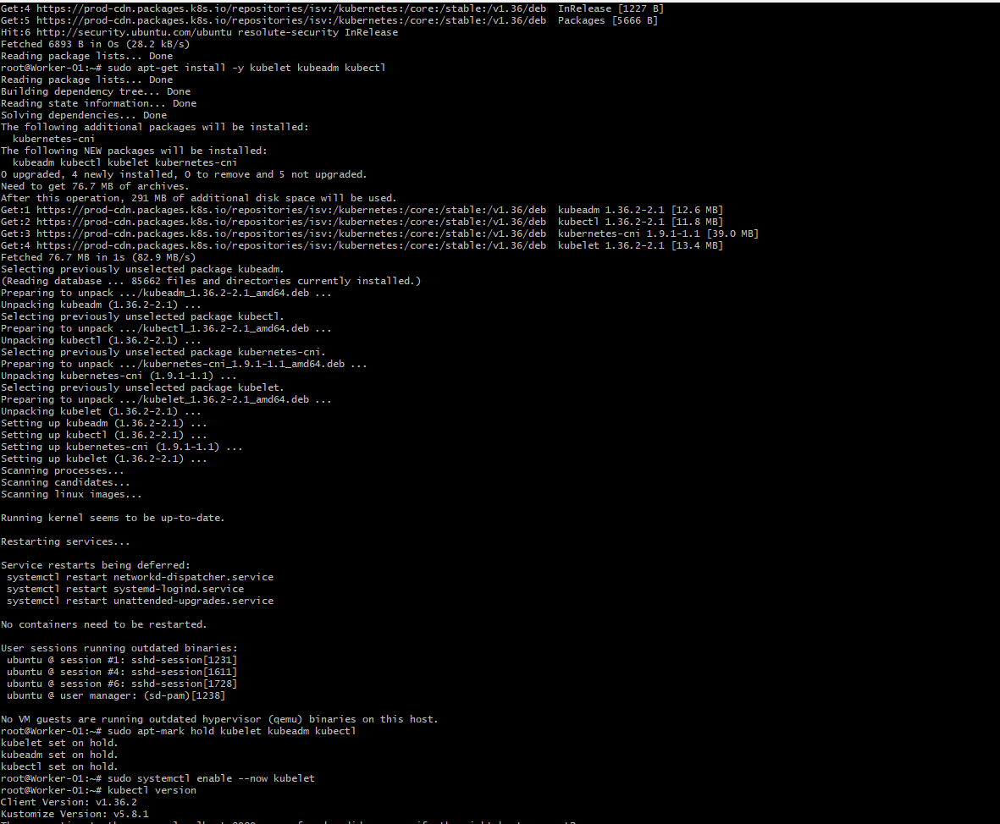 Get:4 https://prod-cdn.packages.k8s.io/repositories/isv:/kubernetes:/core:/stable:/v1.36/deb  InRelease [1227 B]
Get:5 https://prod-cdn.packages.k8s.io/repositories/isv:/kubernetes:/core:/stable:/v1.36/deb  Packages [5666 B]
Hit:6 http://security.ubuntu.com/ubuntu resolute-security InRelease
Fetched 6893 B in 0s (28.2 kB/s)
Reading package lists... Done
root@Worker-01:~# sudo apt-get install -y kubelet kubeadm kubectl
Reading package lists... Done
Building dependency tree... Done
Reading state information... Done
Solving dependencies... Done
The following additional packages will be installed:
  kubernetes-cni
The following NEW packages will be installed:
  kubeadm kubectl kubelet kubernetes-cni
0 upgraded, 4 newly installed, 0 to remove and 5 not upgraded.
Need to get 76.7 MB of archives.
After this operation, 291 MB of additional disk space will be used.
Get:1 https://prod-cdn.packages.k8s.io/repositories/isv:/kubernetes:/core:/stable:/v1.36/deb  kubeadm 1.36.2-2.1 [12.6 MB]
Get:2 https://prod-cdn.packages.k8s.io/repositories/isv:/kubernetes:/core:/stable:/v1.36/deb  kubectl 1.36.2-2.1 [11.8 MB]
Get:3 https://prod-cdn.packages.k8s.io/repositories/isv:/kubernetes:/core:/stable:/v1.36/deb  kubernetes-cni 1.9.1-1.1 [39.0 MB]
Get:4 https://prod-cdn.packages.k8s.io/repositories/isv:/kubernetes:/core:/stable:/v1.36/deb  kubelet 1.36.2-2.1 [13.4 MB]
Fetched 76.7 MB in 1s (82.9 MB/s)
Selecting previously unselected package kubeadm.
(Reading database ... 85662 files and directories currently installed.)
Preparing to unpack .../kubeadm_1.36.2-2.1_amd64.deb ...
Unpacking kubeadm (1.36.2-2.1) ...
Selecting previously unselected package kubectl.
Preparing to unpack .../kubectl_1.36.2-2.1_amd64.deb ...
Unpacking kubectl (1.36.2-2.1) ...
Selecting previously unselected package kubernetes-cni.
Preparing to unpack .../kubernetes-cni_1.9.1-1.1_amd64.deb ...
Unpacking kubernetes-cni (1.9.1-1.1) ...
Selecting previously unselected package kubelet.
Preparing to unpack .../kubelet_1.36.2-2.1_amd64.deb ...
Unpacking kubelet (1.36.2-2.1) ...
Setting up kubeadm (1.36.2-2.1) ...
Setting up kubectl (1.36.2-2.1) ...
Setting up kubernetes-cni (1.9.1-1.1) ...
Setting up kubelet (1.36.2-2.1) ...
Scanning processes...
Scanning candidates...
Scanning linux images...

Running kernel seems to be up-to-date.

Restarting services...

Service restarts being deferred:
 systemctl restart networkd-dispatcher.service
 systemctl restart systemd-logind.service
 systemctl restart unattended-upgrades.service

No containers need to be restarted.

User sessions running outdated binaries:
 ubuntu @ session #1: sshd-session[1231]
 ubuntu @ session #4: sshd-session[1611]
 ubuntu @ session #6: sshd-session[1728]
 ubuntu @ user manager: (sd-pam)[1238]

No VM guests are running outdated hypervisor (qemu) binaries on this host.
root@Worker-01:~# sudo apt-mark hold kubelet kubeadm kubectl
kubelet set on hold.
kubeadm set on hold.
kubectl set on hold.
root@Worker-01:~# sudo systemctl enable --now kubelet
root@Worker-01:~# kubectl version
Client Version: v1.36.2
Kustomize Version: v5.8.1